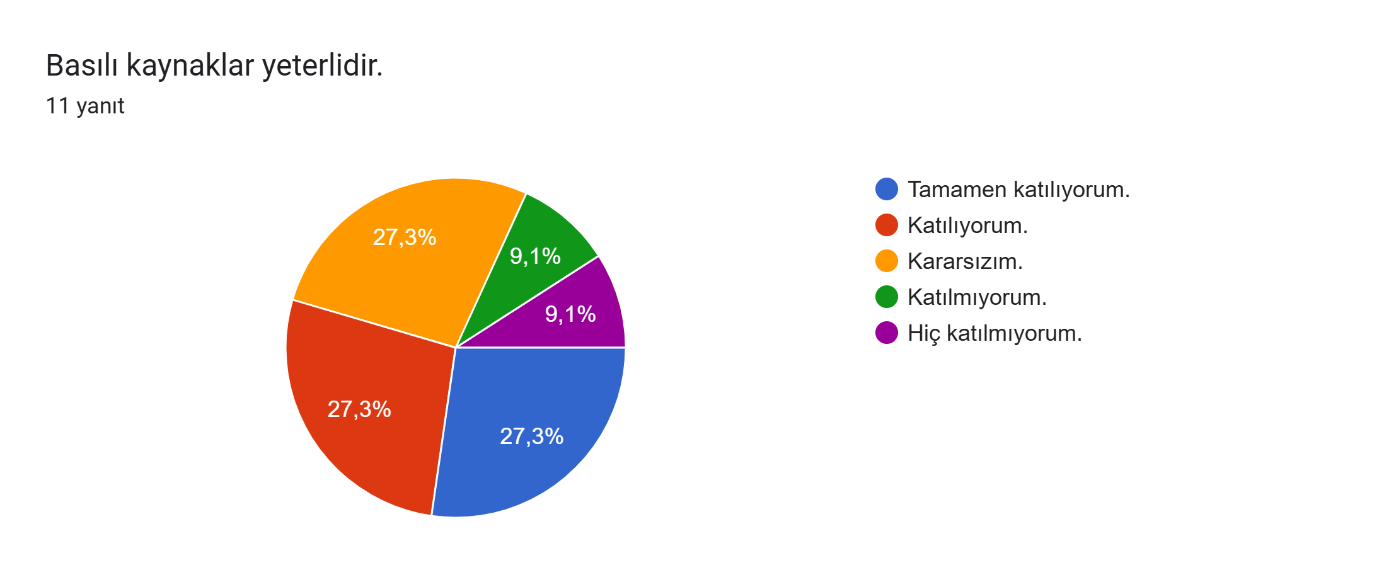 Basılı kaynaklar yeterlidir.
11 yanıt
27,3%
9,1%
9,1%
27,3%
27,3%
Tamamen katılıyorum.
Katılıyorum.
Kararsızım.
Katılmıyorum.
Hiç katılmıyorum.